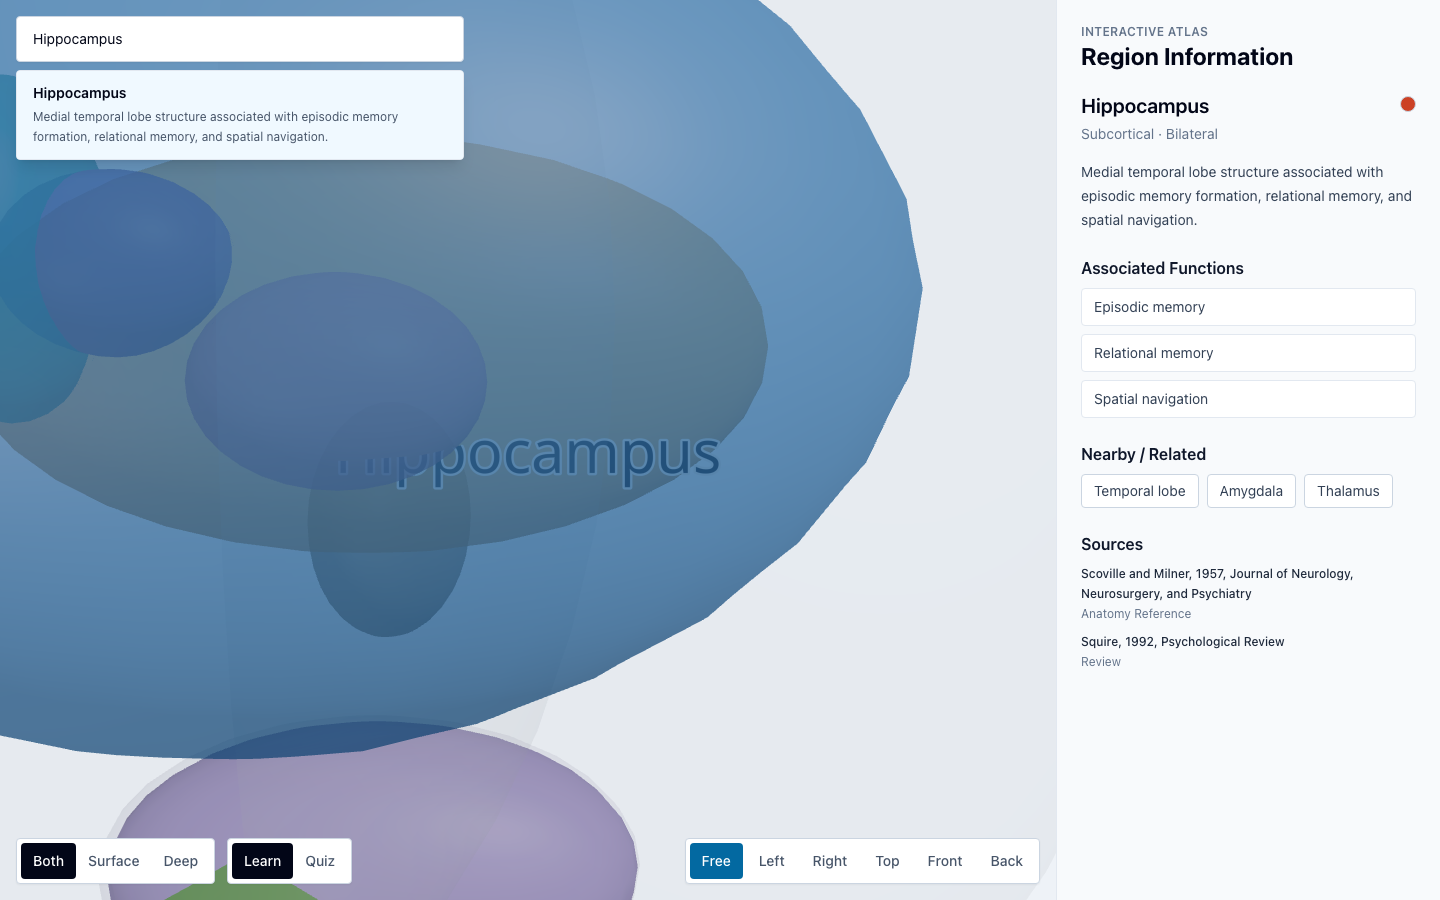 Hippocampus
Hippocampus
Medial temporal lobe structure associated with episodic memory
formation, relational memory, and spatial navigation.
Hippocampus
Both
Surface
Deep
Learn
Quiz
Free
Left
Right
Top
Front
Back
INTERACTIVE ATLAS
Region Information
Hippocampus
Subcortical · Bilateral
Medial temporal lobe structure associated with
episodic memory formation, relational memory, and
spatial navigation.
Associated Functions
Episodic memory
Relational memory
Spatial navigation
Nearby / Related
Temporal lobe
Amygdala
Thalamus
Sources
Scoville and Milner, 1957, Journal of Neurology,
Neurosurgery, and Psychiatry
Anatomy Reference
Squire, 1992, Psychological Review
Review